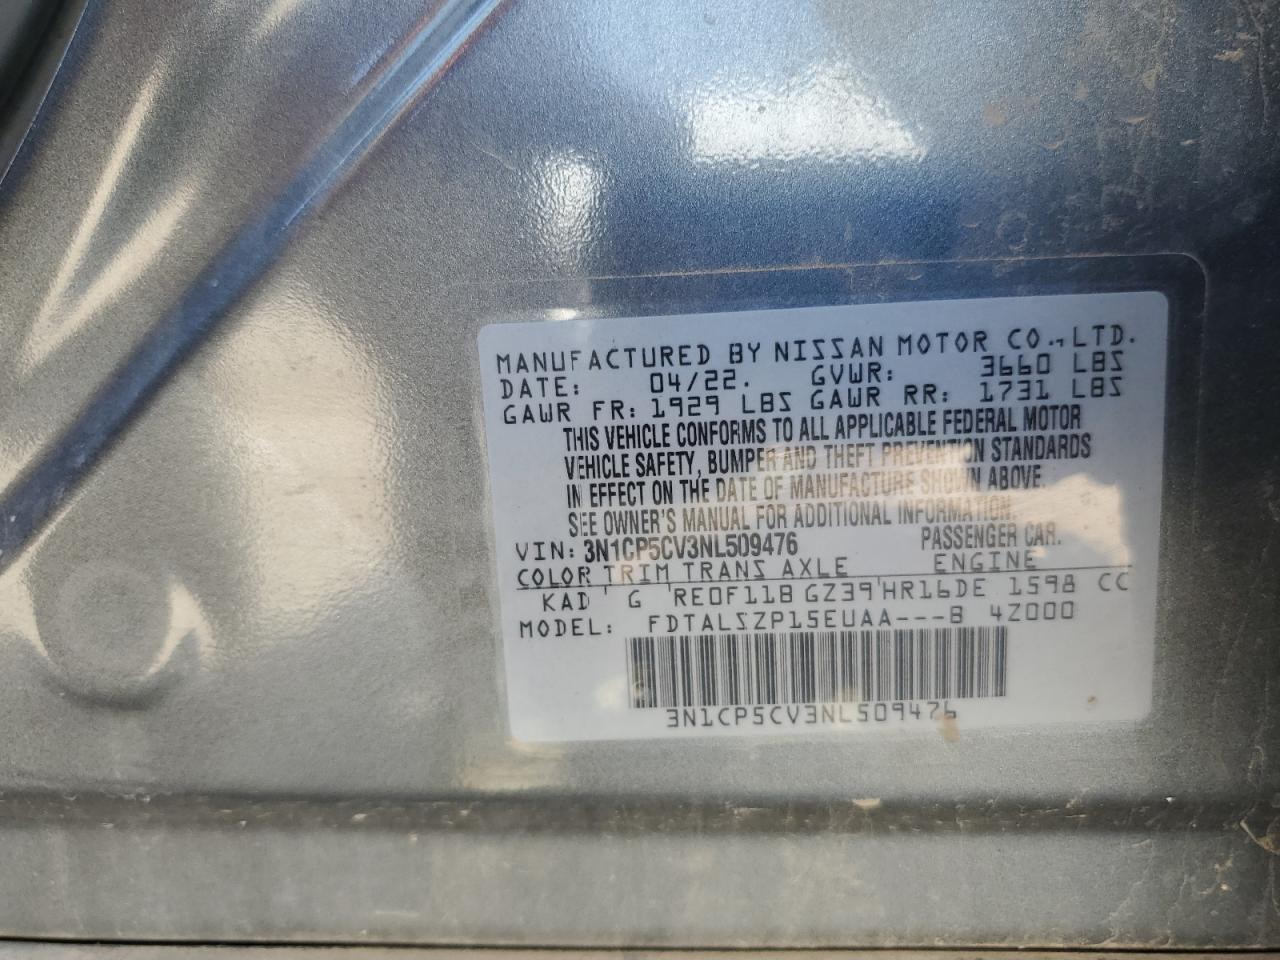 MANUFACTURED BY NISSAN MOTOR CO., LTD.
DATE: 04/22. GVWR: 3660 LBS
GAWR FR: 1929 LBS GAWR RR: 1731 LBS
THIS VEHICLE CONFORMS TO ALL APPLICABLE FEDERAL MOTOR
VEHICLE SAFETY, BUMPER AND THEFT PREVENTION STANDARDS
IN EFFECT ON THE DATE OF MANUFACTURE SHOWN ABOVE.
SEE OWNER'S MANUAL FOR ADDITIONAL INFORMATION.
VIN: 3N1CP5CV3NL509476 PASSENGER CAR.
COLOR TRIM TRANS AXLE ENGINE
KAD ' G 'RE0F11B GZ39'HR16DE 1598 CC
MODEL: FDTALSZP15EUAA---B 4Z000
3N1CP5CV3NL509476